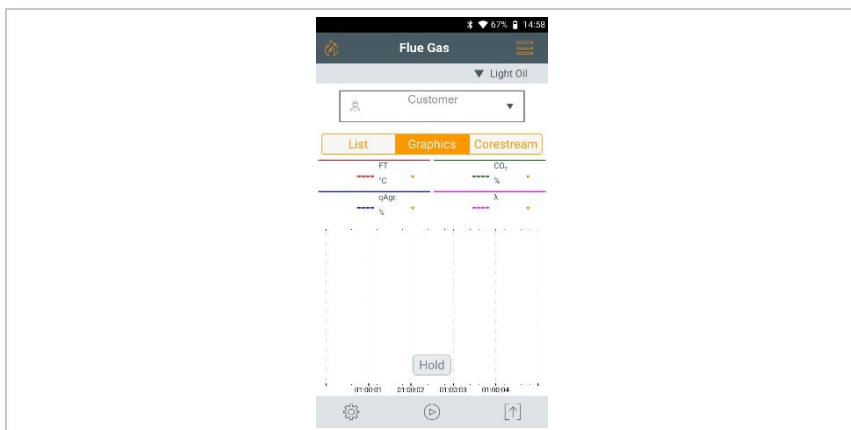 67% 14:58
Flue Gas
Light Oil
Customer
List Graphics Corestream
FT CO₂
---- °C ---- %
qAgr. λ
---- % ----
Hold
01:00:01 01:00:02 01:00:03 01:00:04